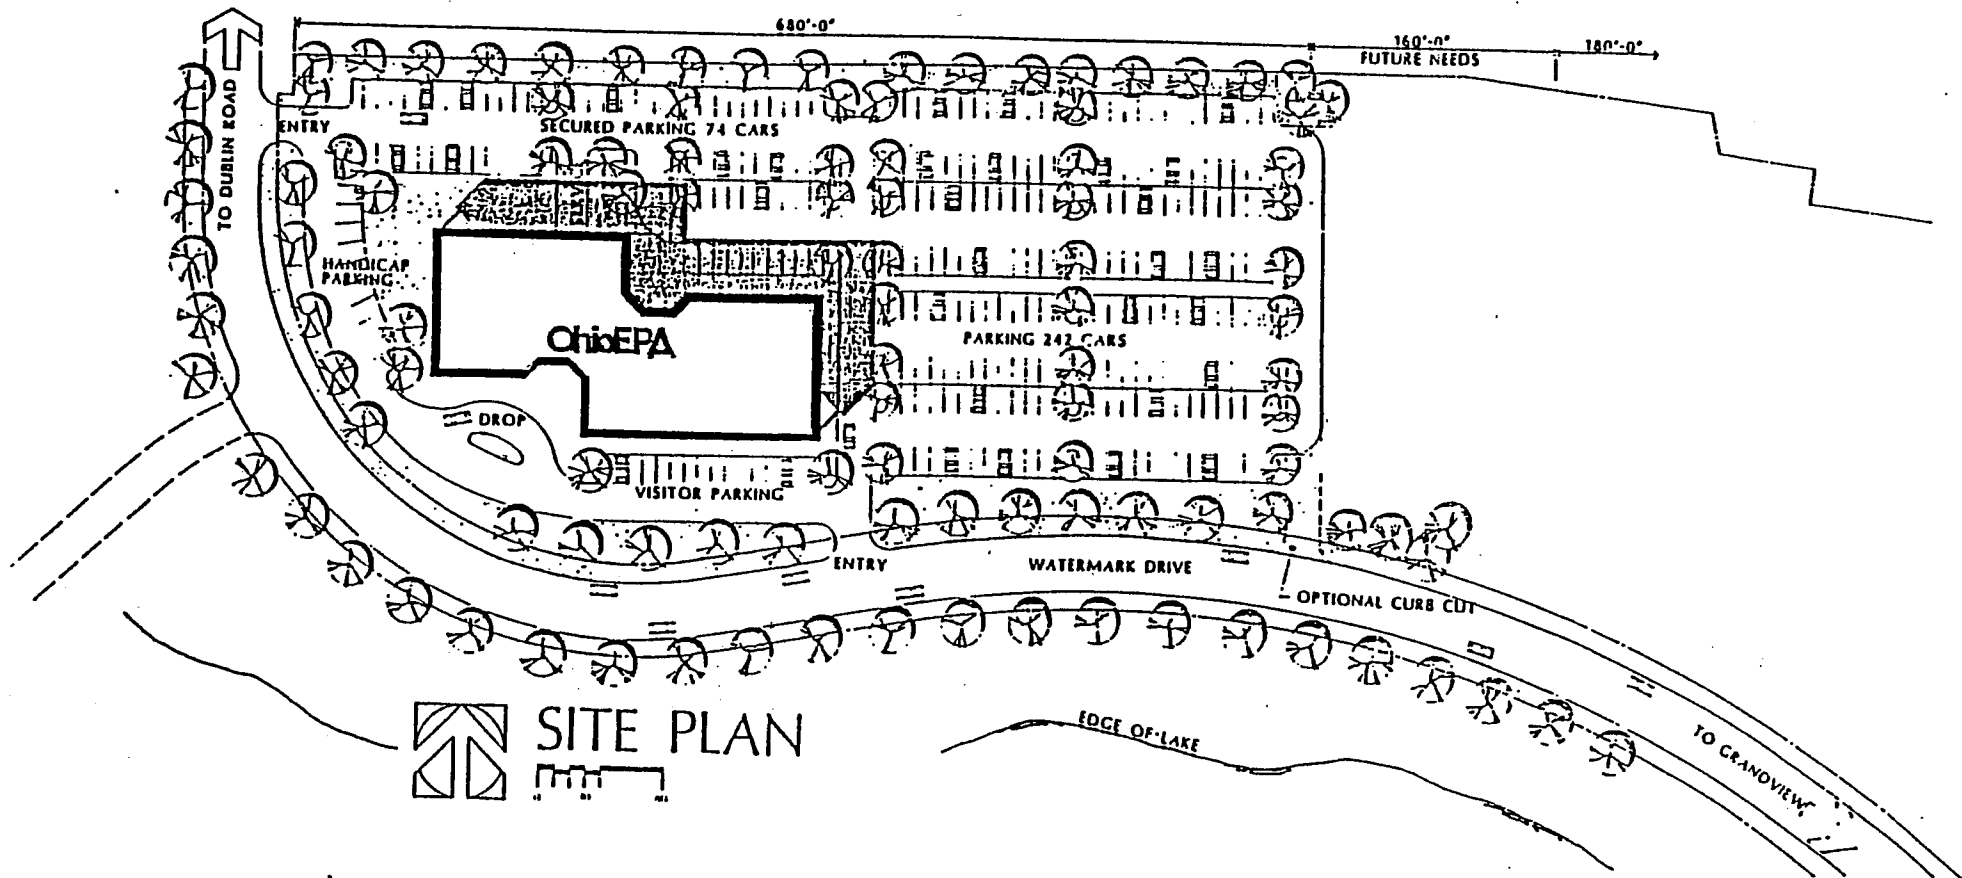 680'-0"
160'-0"
180'-0"
FUTURE NEEDS
TO DUBLIN ROAD
ENTRY
SECURED PARKING 74 CARS
HANDICAP
PARKING
OhioEPA
PARKING 242 CARS
DROP
VISITOR PARKING
ENTRY
WATERMARK DRIVE
OPTIONAL CURB CUT
SITE PLAN
EDGE OF LAKE
TO GRANDVIEW